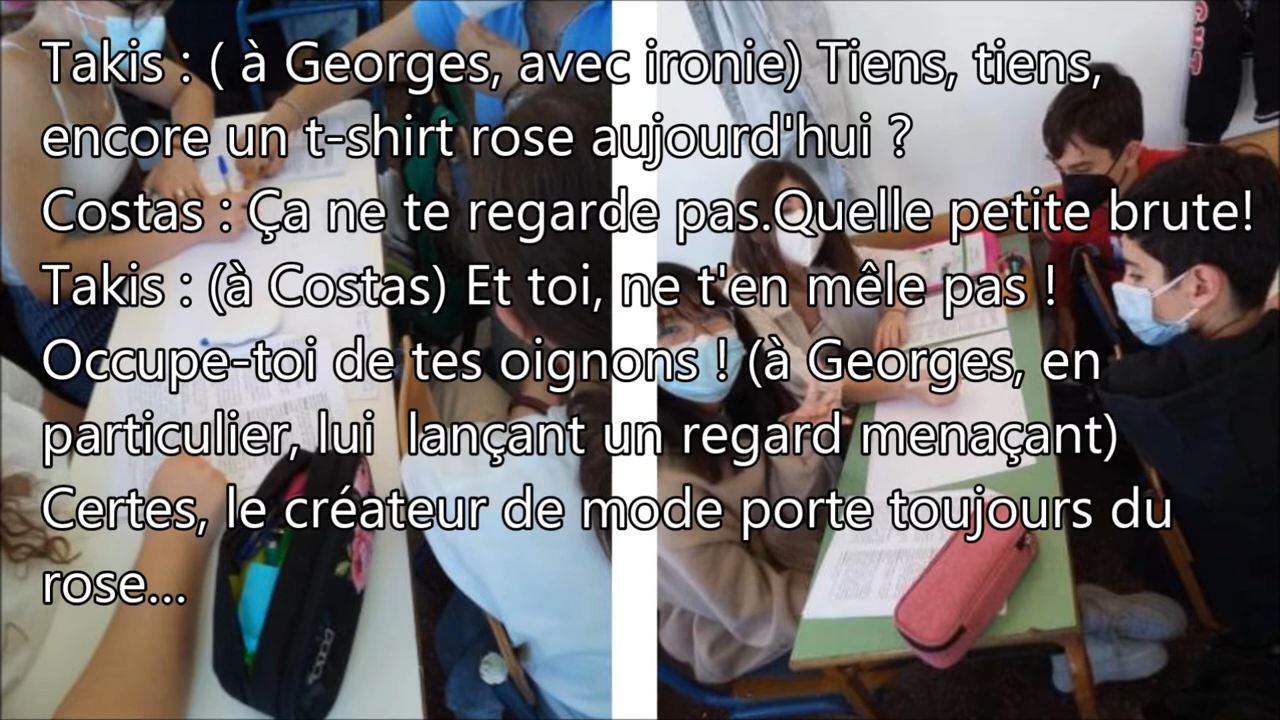 Takis : ( à Georges, avec ironie) Tiens, tiens,
encore un t-shirt rose aujourd'hui ?
Costas : Ça ne te regarde pas.Quelle petite brute!
Takis : (à Costas) Et toi, ne t'en mêle pas !
Occupe-toi de tes oignons ! (à Georges, en
particulier, lui  lançant un regard menaçant)
Certes, le créateur de mode porte toujours du
rose...